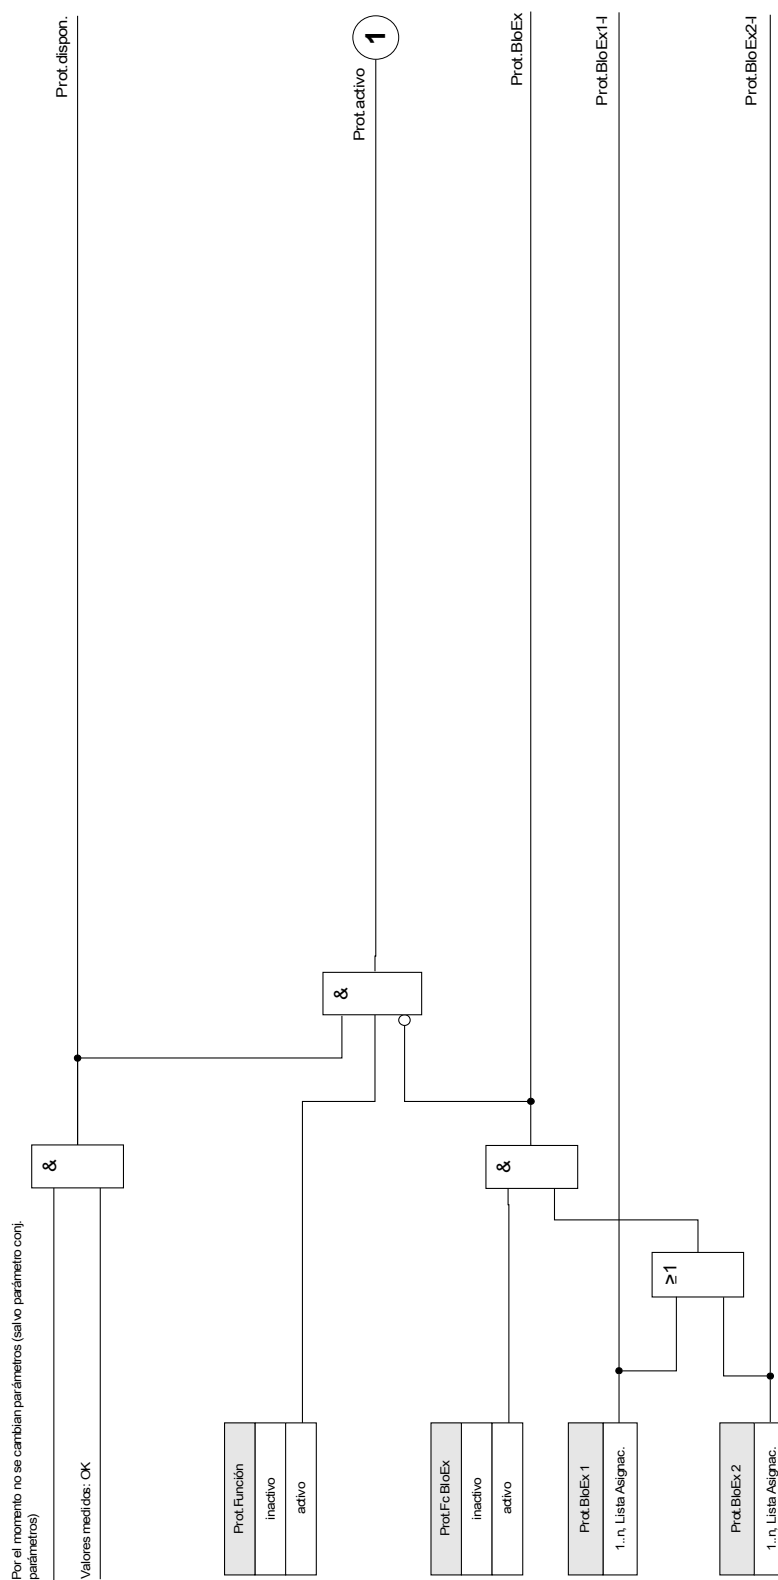 Por el momento no se cambian parámetros (salvo parámetro conj.
parámetros)
Valores medidos: OK
&
Prot.dispon.
Prot.Función
inactivo
activo
&
Prot.activo
1
Prot.Fc BloEx
inactivo
activo
&
Prot.BloEx
Prot.BloEx 1
1..n, Lista Asignac.
Prot.BloEx1-I
≥1
Prot.BloEx 2
1..n, Lista Asignac.
Prot.BloEx2-I